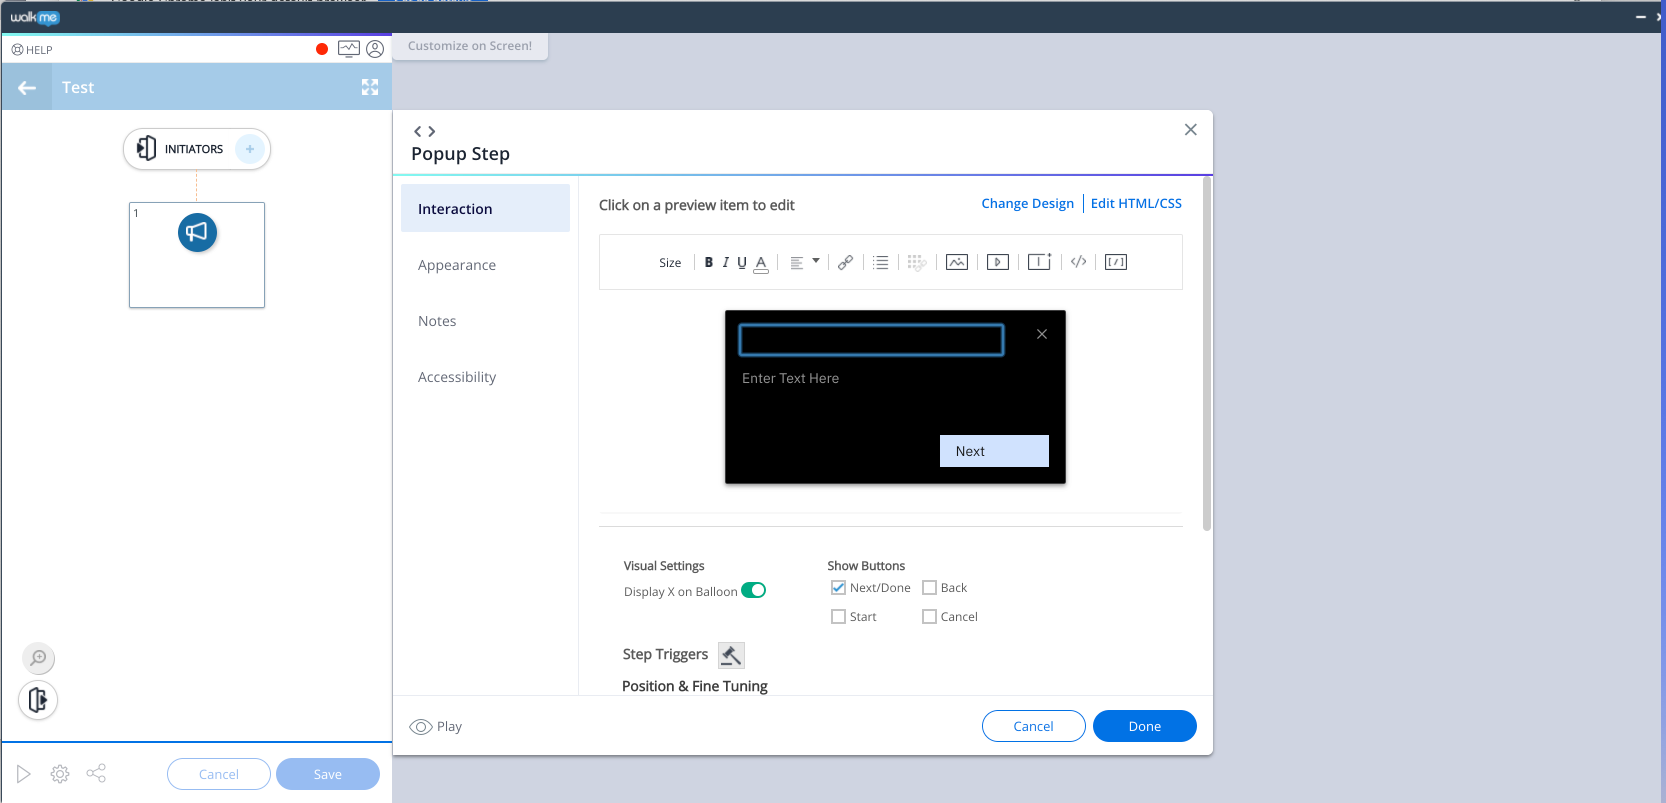 walkme
HELP
Customize on Screen!
Test
INITIATORS
1
Popup Step
Interaction
Appearance
Notes
Accessibility
Click on a preview item to edit
Change Design
Edit HTML/CSS
Size
B I U A
Enter Text Here
Next
Visual Settings
Display X on Balloon
Show Buttons
Next/Done
Back
Start
Cancel
Step Triggers
Position & Fine Tuning
Play
Cancel
Done
Cancel
Save